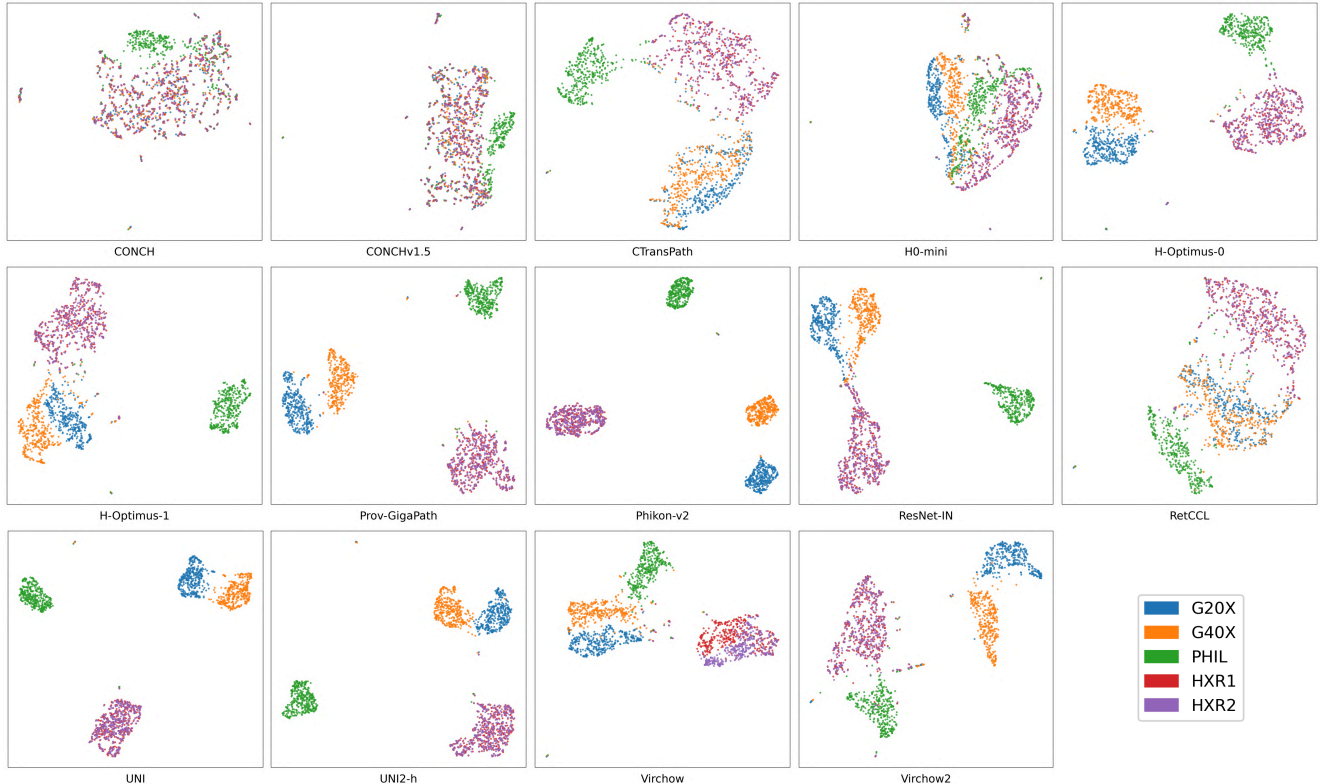 CONCH
CONCHv1.5
CTransPath
H0-mini
H-Optimus-0
H-Optimus-1
Prov-GigaPath
Phikon-v2
ResNet-IN
RetCCL
UNI
UNI2-h
Virchow
Virchow2
G20X
G40X
PHIL
HXR1
HXR2